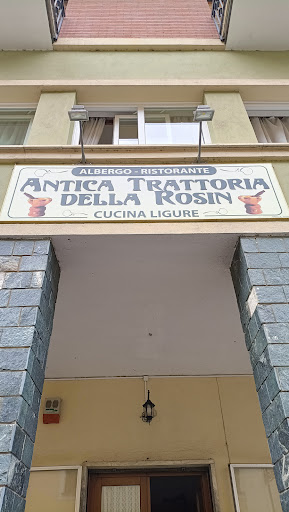 ALBERGO - RISTORANTE
ANTICA TRATTORIA
DELLA ROSIN
CUCINA LIGURE